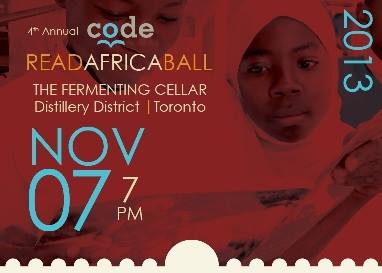 4th Annual code
READAFRICABALL
THE FERMENTING CELLAR
Distillery District | Toronto
NOV
07 7
PM
2013